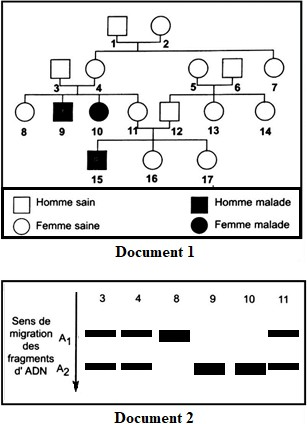 1 2
3 4 5 6 7
8 9 10 11 12 13 14
15 16 17
Homme sain Homme malade
Femme saine Femme malade
Document 1
3 4 8 9 10 11
Sens de
migration A₁
des
fragments
d' ADN A₂
Document 2